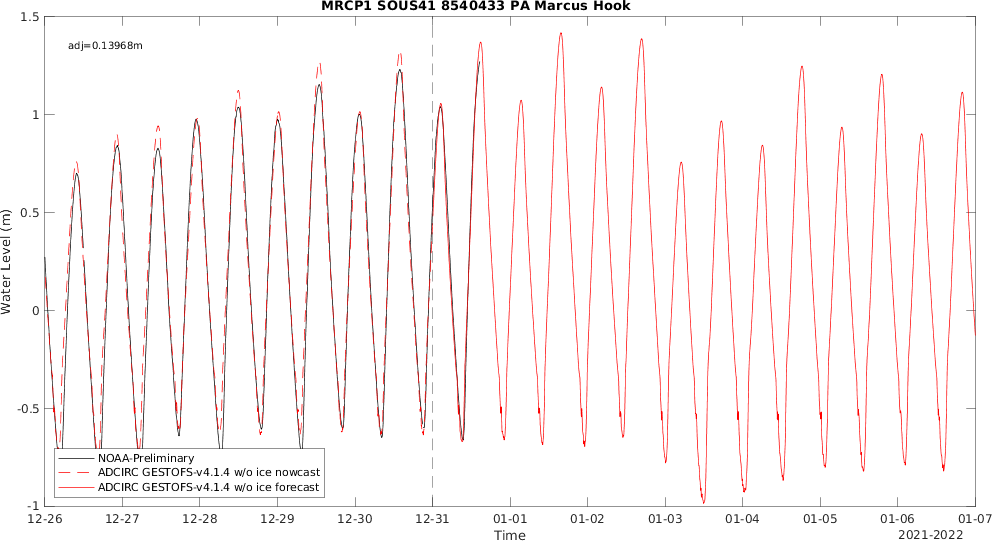 MRCP1 SOUS41 8540433 PA Marcus Hook
1.5
adj=0.13968m
1
0.5
Water Level (m)
0
-0.5
NOAA-Preliminary
ADCIRC GESTOFS-v4.1.4 w/o ice nowcast
ADCIRC GESTOFS-v4.1.4 w/o ice forecast
-1
12-26 12-27 12-28 12-29 12-30 12-31 01-01 01-02 01-03 01-04 01-05 01-06 01-07
Time
2021-2022